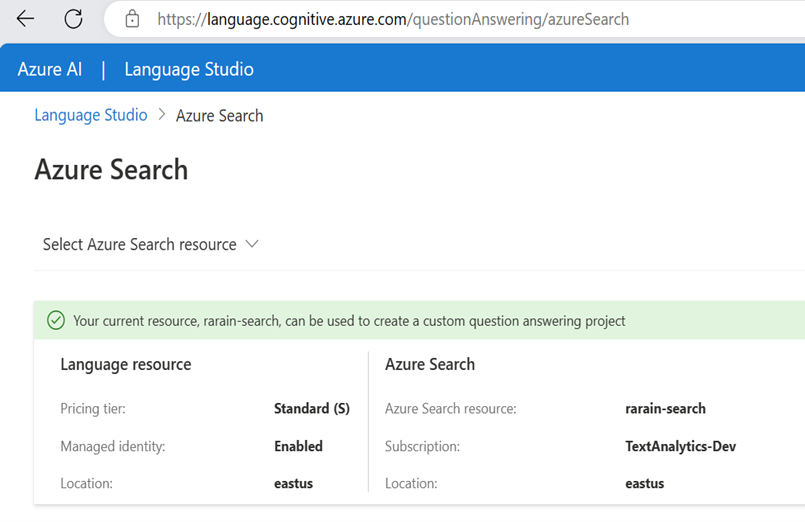 https://language.cognitive.azure.com/questionAnswering/azureSearch
Azure AI | Language Studio
Language Studio > Azure Search
Azure Search
Select Azure Search resource
Your current resource, rarain-search, can be used to create a custom question answering project
Language resource
Pricing tier: Standard (S)
Managed identity: Enabled
Location: eastus
Azure Search
Azure Search resource: rarain-search
Subscription: TextAnalytics-Dev
Location: eastus